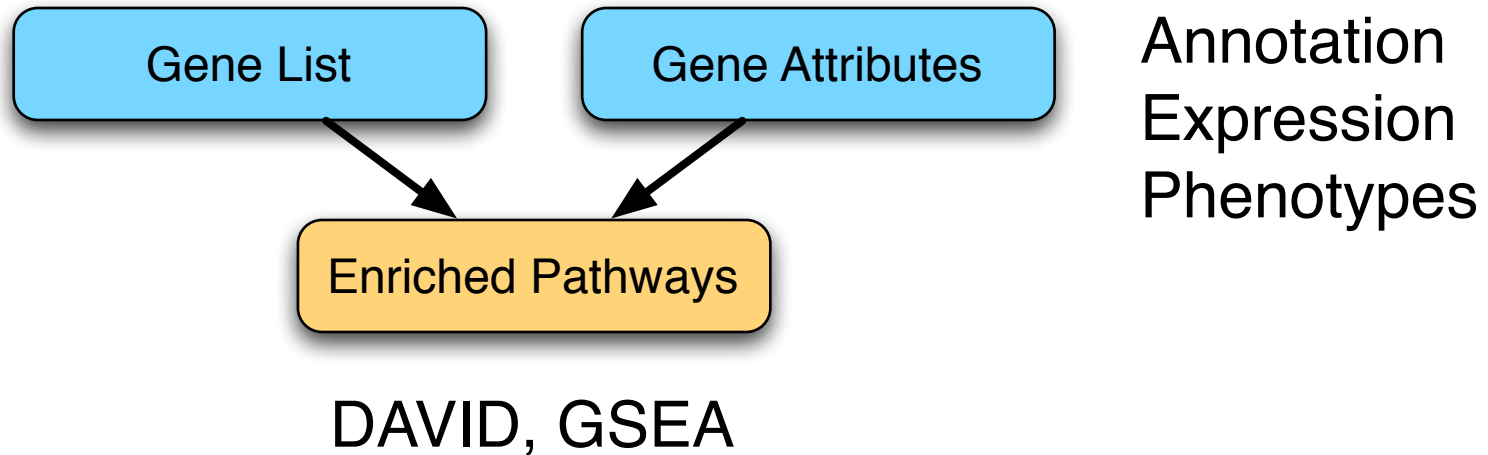 Gene List
Gene Attributes
Annotation
Expression
Phenotypes
Enriched Pathways
DAVID, GSEA